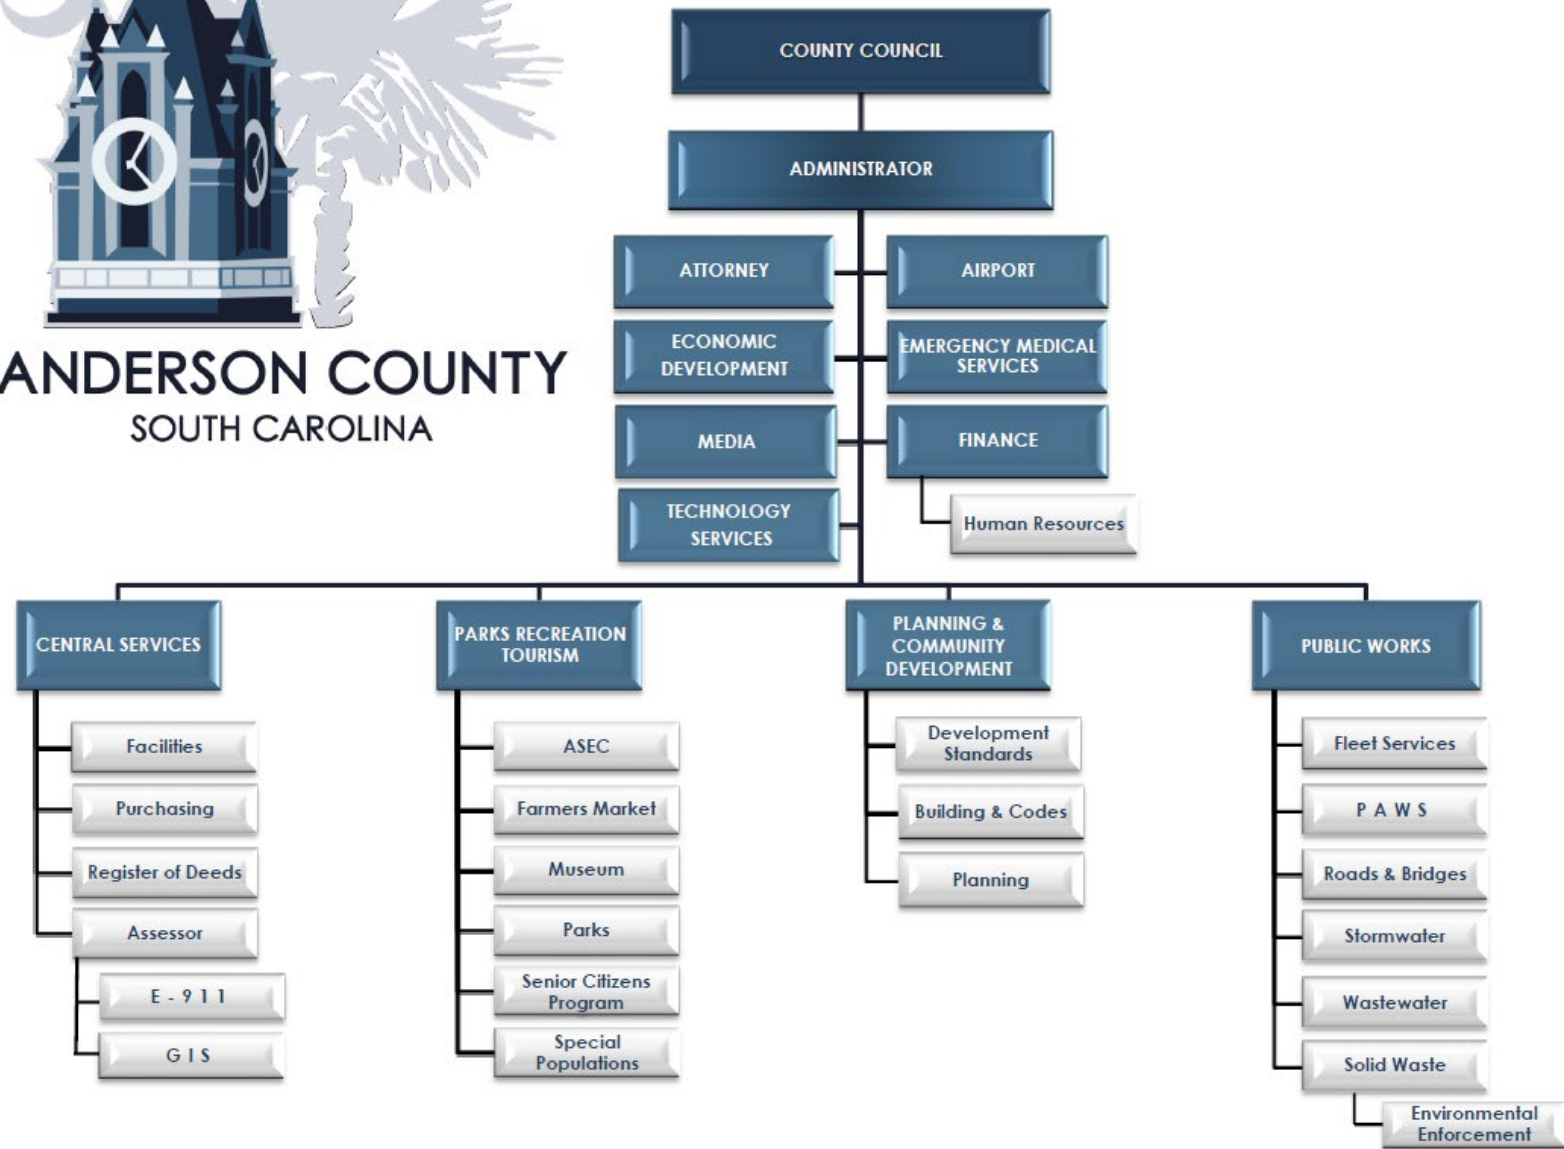 COUNTY COUNCIL
ADMINISTRATOR
ATTORNEY
AIRPORT
ECONOMIC
DEVELOPMENT
EMERGENCY MEDICAL
SERVICES
MEDIA
FINANCE
TECHNOLOGY
SERVICES
Human Resources
ANDERSON COUNTY
SOUTH CAROLINA
CENTRAL SERVICES
Facilities
Purchasing
Register of Deeds
Assessor
E - 9 1 1
G I S
PARKS RECREATION
TOURISM
ASEC
Farmers Market
Museum
Parks
Senior Citizens
Program
Special
Populations
PLANNING &
COMMUNITY
DEVELOPMENT
Development
Standards
Building & Codes
Planning
PUBLIC WORKS
Fleet Services
P A W S
Roads & Bridges
Stormwater
Wastewater
Solid Waste
Environmental
Enforcement